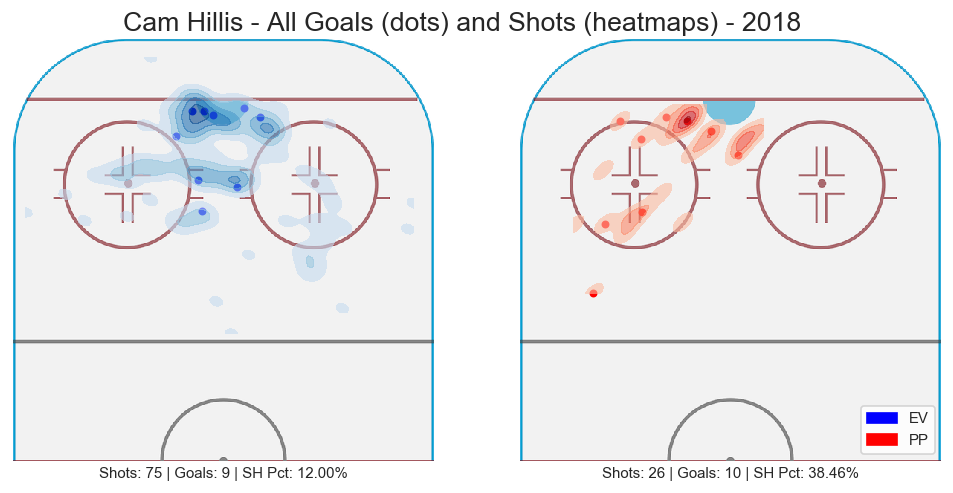 Cam Hillis - All Goals (dots) and Shots (heatmaps) - 2018
EV
PP
Shots: 75 | Goals: 9 | SH Pct: 12.00%
Shots: 26 | Goals: 10 | SH Pct: 38.46%